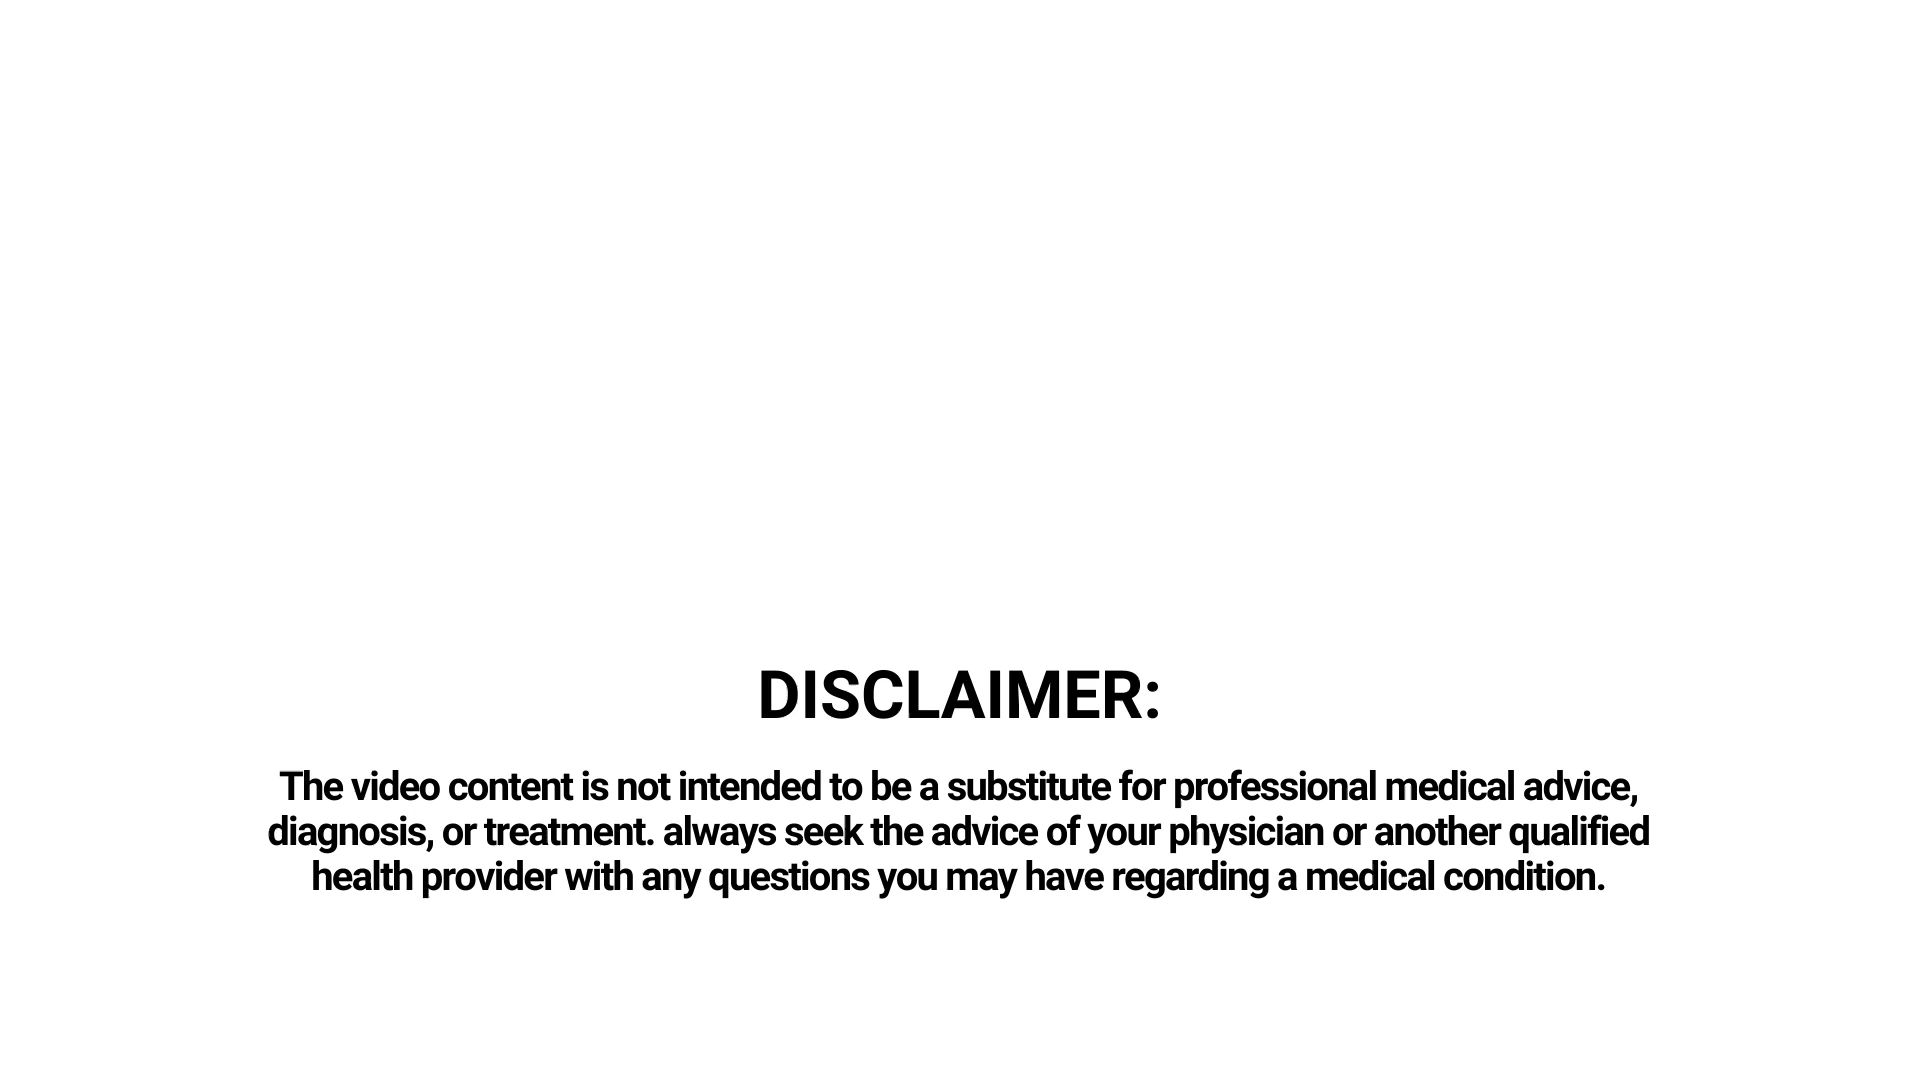 DISCLAIMER:
The video content is not intended to be a substitute for professional medical advice,
diagnosis, or treatment. always seek the advice of your physician or another qualified
health provider with any questions you may have regarding a medical condition.